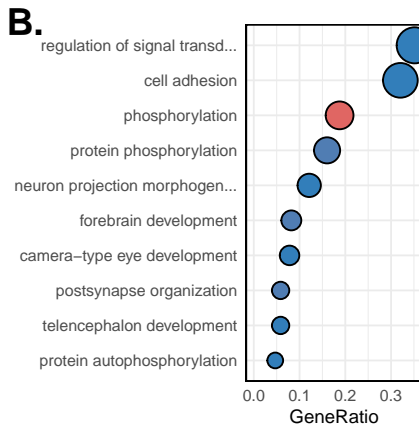 B.
regulation of signal transd...
cell adhesion
phosphorylation
protein phosphorylation
neuron projection morphogen...
forebrain development
camera−type eye development
postsynapse organization
telencephalon development
protein autophosphorylation
0.0 0.1 0.2 0.3
GeneRatio